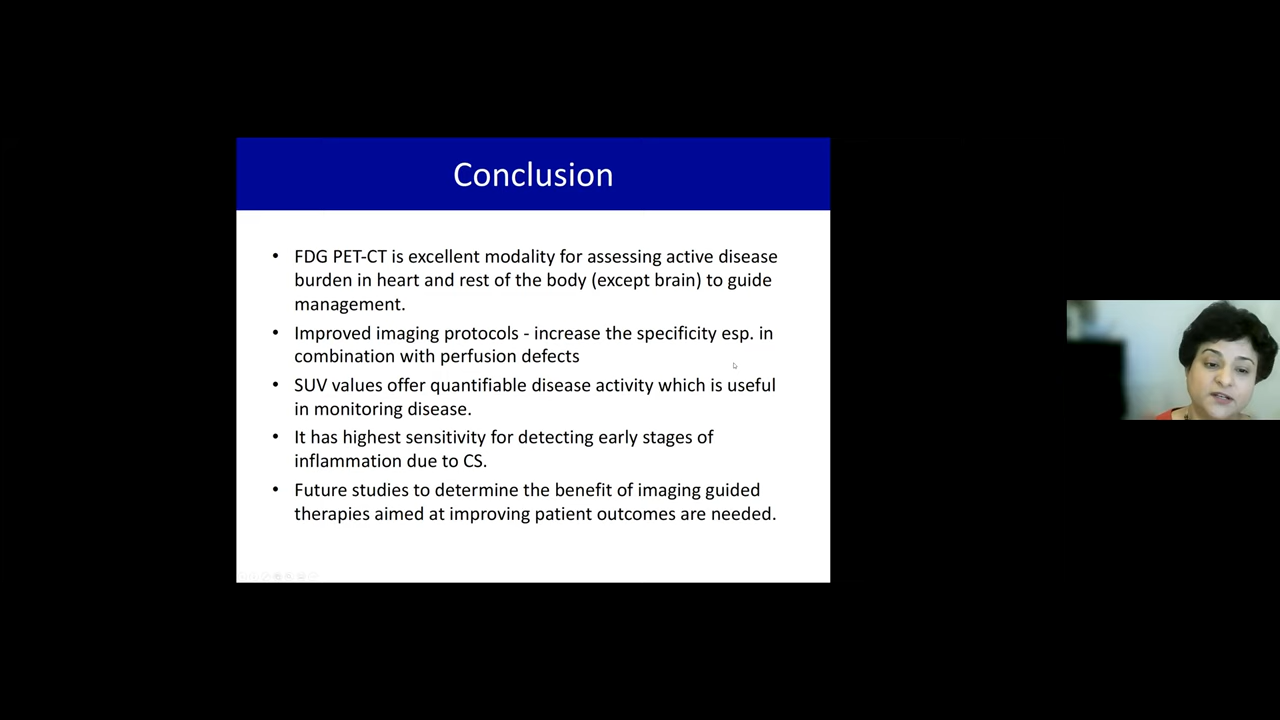 Conclusion
• FDG PET-CT is excellent modality for assessing active disease
burden in heart and rest of the body (except brain) to guide
management.
• Improved imaging protocols - increase the specificity esp. in
combination with perfusion defects
• SUV values offer quantifiable disease activity which is useful
in monitoring disease.
• It has highest sensitivity for detecting early stages of
inflammation due to CS.
• Future studies to determine the benefit of imaging guided
therapies aimed at improving patient outcomes are needed.